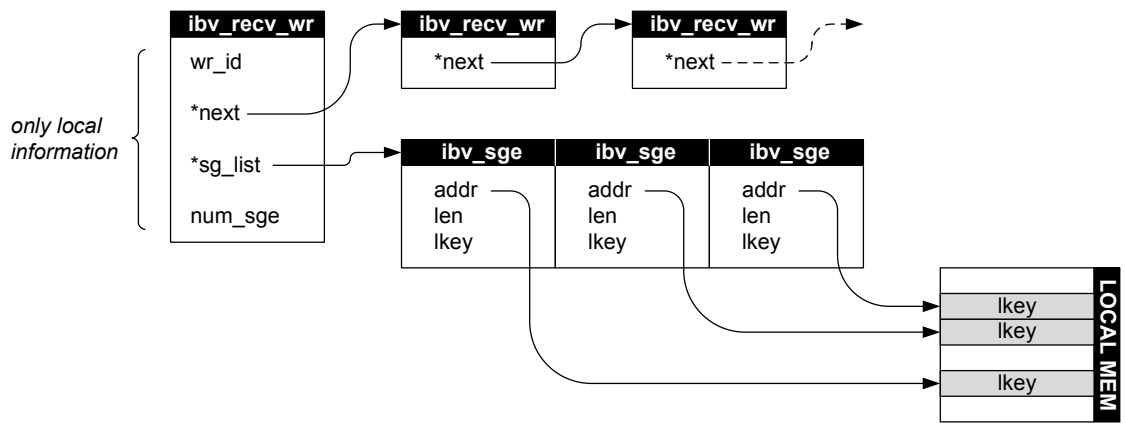 ibv_recv_wr
wr_id
*next
*sg_list
num_sge
only local
information
ibv_recv_wr
*next
ibv_recv_wr
*next
ibv_sge
addr
len
lkey
ibv_sge
addr
len
lkey
ibv_sge
addr
len
lkey
lkey
lkey
lkey
LOCAL MEM